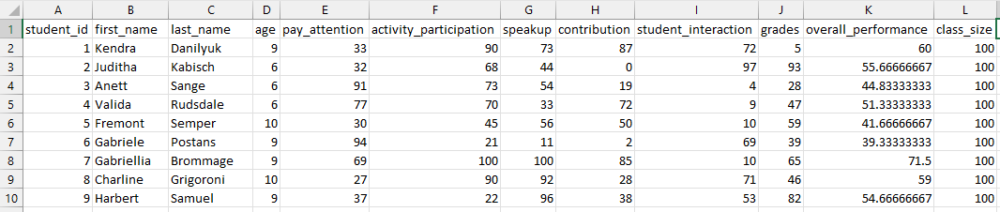 A B C D E F G H I J K L
1 student_id first_name last_name age pay_attention activity_participation speakup contribution student_interaction grades overall_performance class_size
2 1 Kendra Danilyuk 9 33 90 73 87 72 5 60 100
3 2 Juditha Kabisch 6 32 68 44 0 97 93 55.66666667 100
4 3 Anett Sange 6 91 73 54 19 4 28 44.83333333 100
5 4 Valida Rudsdale 6 77 70 33 72 9 47 51.33333333 100
6 5 Fremont Semper 10 30 45 56 50 10 59 41.66666667 100
7 6 Gabriele Postans 9 94 21 11 2 69 39 39.33333333 100
8 7 Gabriellia Brommage 9 69 100 100 85 10 65 71.5 100
9 8 Charline Grigoroni 10 27 90 92 28 71 46 59 100
10 9 Harbert Samuel 9 37 22 96 38 53 82 54.66666667 100